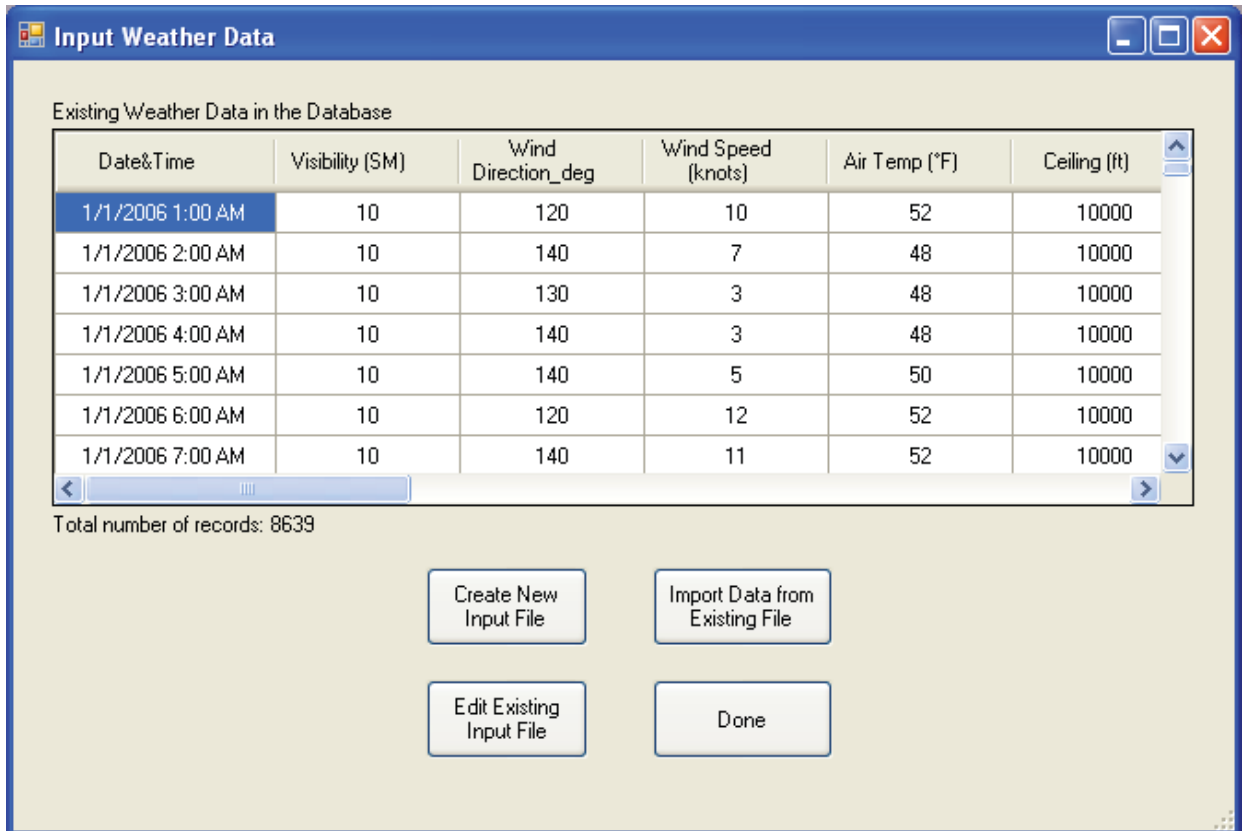 Input Weather Data
Existing Weather Data in the Database
Date&Time Visibility (SM) Wind Direction_deg Wind Speed (knots) Air Temp (°F) Ceiling (ft)
1/1/2006 1:00 AM 10 120 10 52 10000
1/1/2006 2:00 AM 10 140 7 48 10000
1/1/2006 3:00 AM 10 130 3 48 10000
1/1/2006 4:00 AM 10 140 3 48 10000
1/1/2006 5:00 AM 10 140 5 50 10000
1/1/2006 6:00 AM 10 120 12 52 10000
1/1/2006 7:00 AM 10 140 11 52 10000
Total number of records: 8639
Create New
Input File
Import Data from
Existing File
Edit Existing
Input File
Done